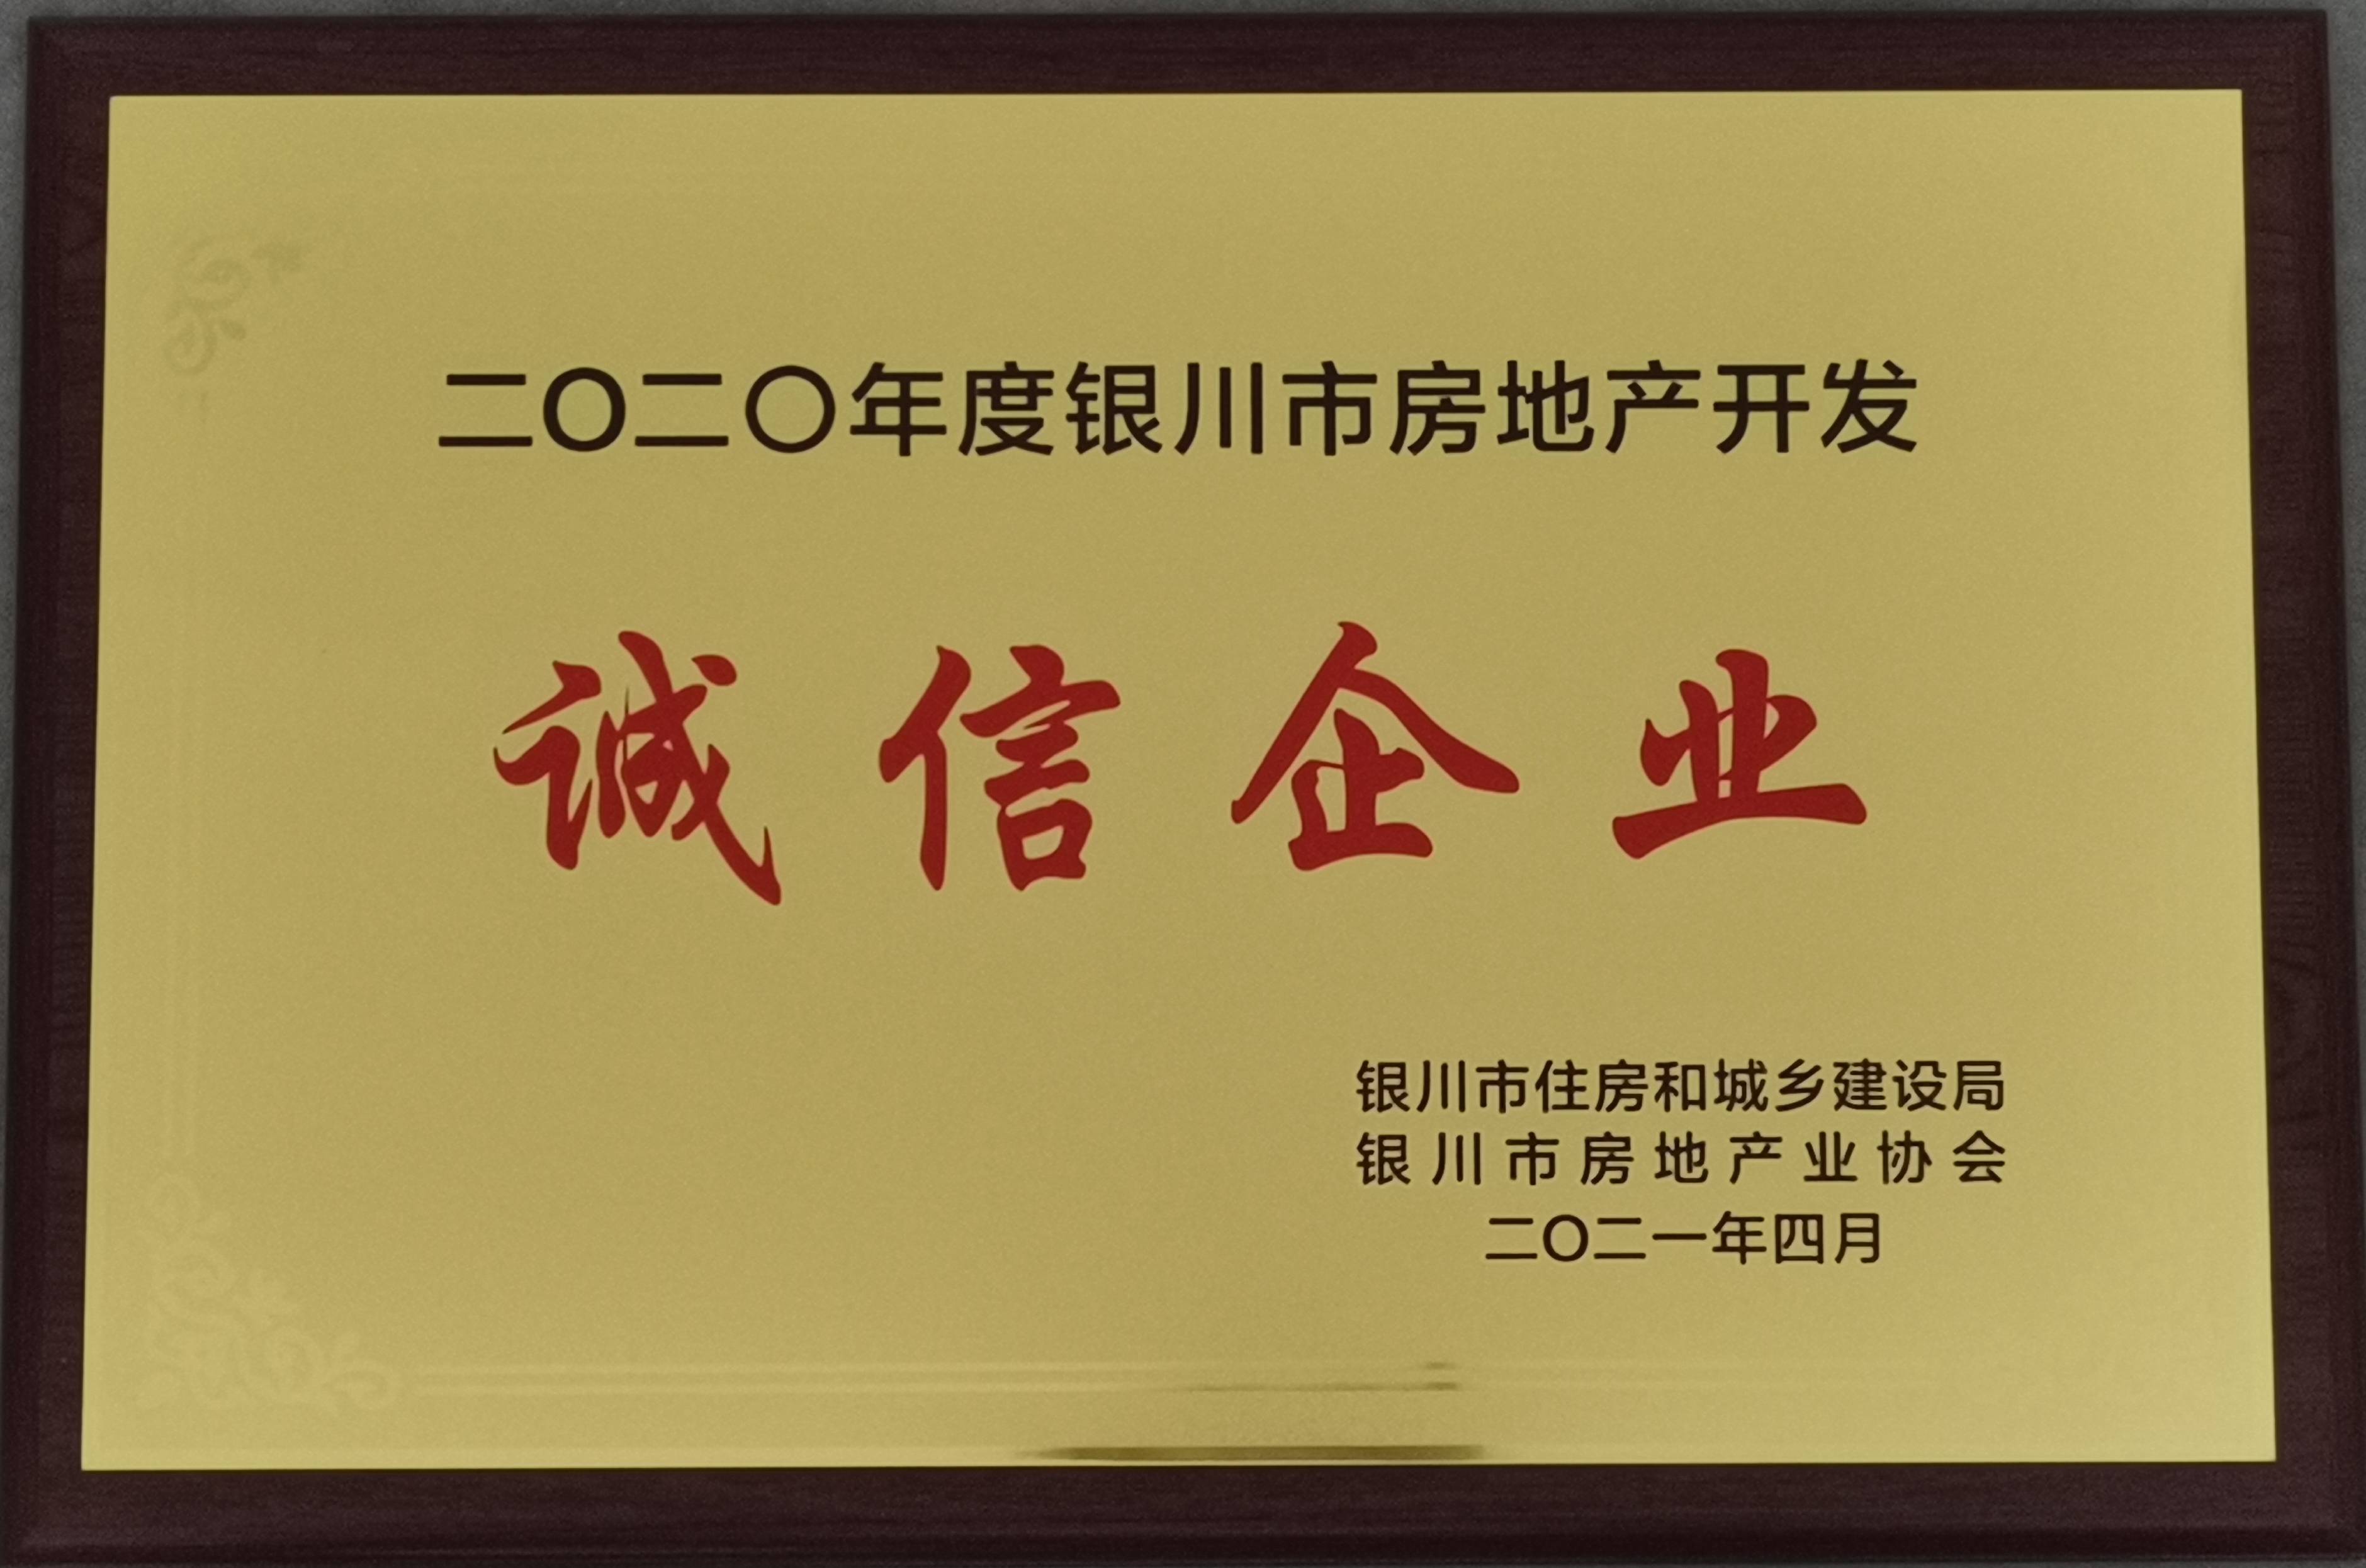 二〇二〇年度银川市房地产开发
诚信企业
银川市住房和城乡建设局
银川市房地产业协会
二〇二一年四月